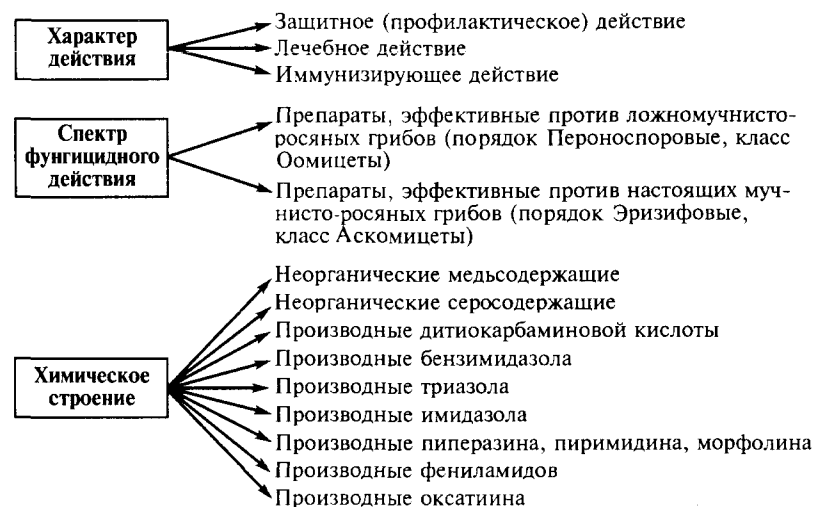 Характер
действия
Защитное (профилактическое) действие
Лечебное действие
Иммунизирующее действие
Спектр
фунгицидного
действия
Препараты, эффективные против ложномучнисто-
росяных грибов (порядок Пероноспоровые, класс
Оомицеты)
Препараты, эффективные против настоящих муч-
нисто-росяных грибов (порядок Эризифовые,
класс Аскомицеты)
Химическое
строение
Неорганические медьсодержащие
Неорганические серосодержащие
Производные дитиокарбаминовой кислоты
Производные бензимидазола
Производные триазола
Производные имидазола
Производные пиперазина, пиримидина, морфолина
Производные фениламидов
Производные оксатиина